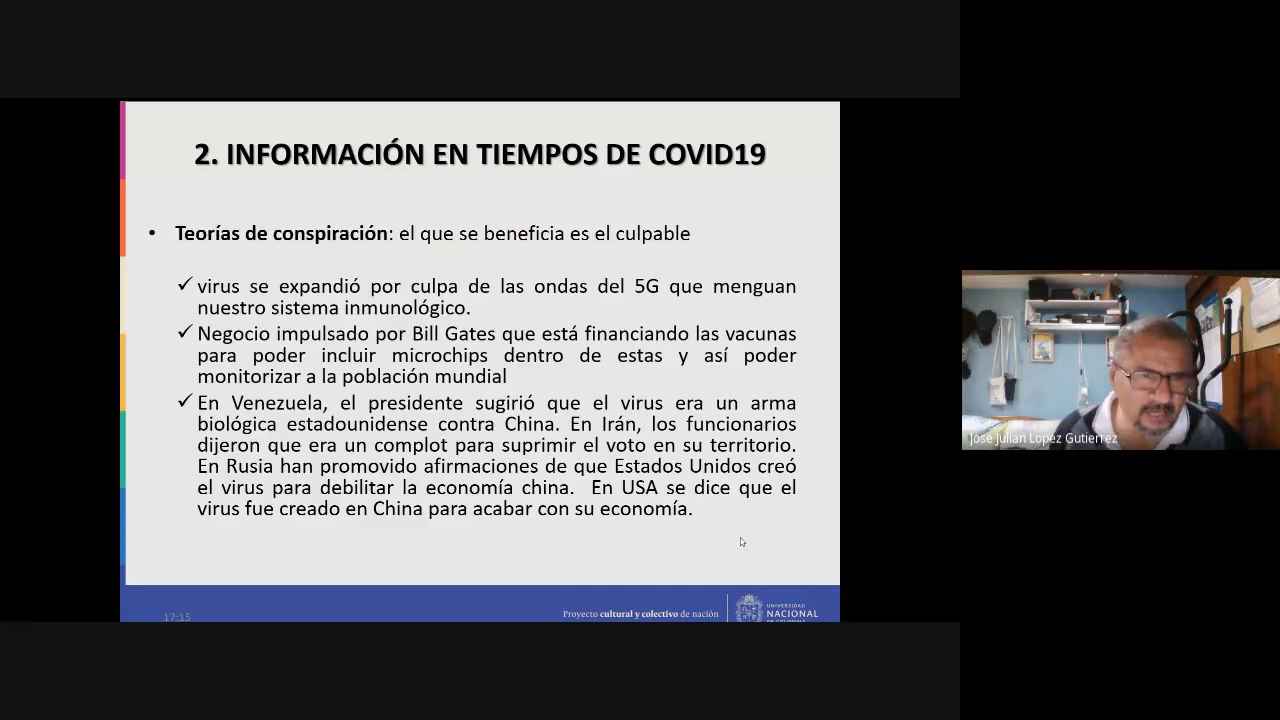 2. INFORMACIÓN EN TIEMPOS DE COVID19
• Teorías de conspiración: el que se beneficia es el culpable
✓ virus se expandió por culpa de las ondas del 5G que menguan
nuestro sistema inmunológico.
✓ Negocio impulsado por Bill Gates que está financiando las vacunas
para poder incluir microchips dentro de estas y así poder
monitorizar a la población mundial
✓ En Venezuela, el presidente sugirió que el virus era un arma
biológica estadounidense contra China. En Irán, los funcionarios
dijeron que era un complot para suprimir el voto en su territorio.
En Rusia han promovido afirmaciones de que Estados Unidos creó
el virus para debilitar la economía china. En USA se dice que el
virus fue creado en China para acabar con su economía.
17:15
Proyecto cultural y colectivo de nación
UNIVERSIDAD
NACIONAL
DE COLOMBIA
Jose Julian Lopez Gutierrez